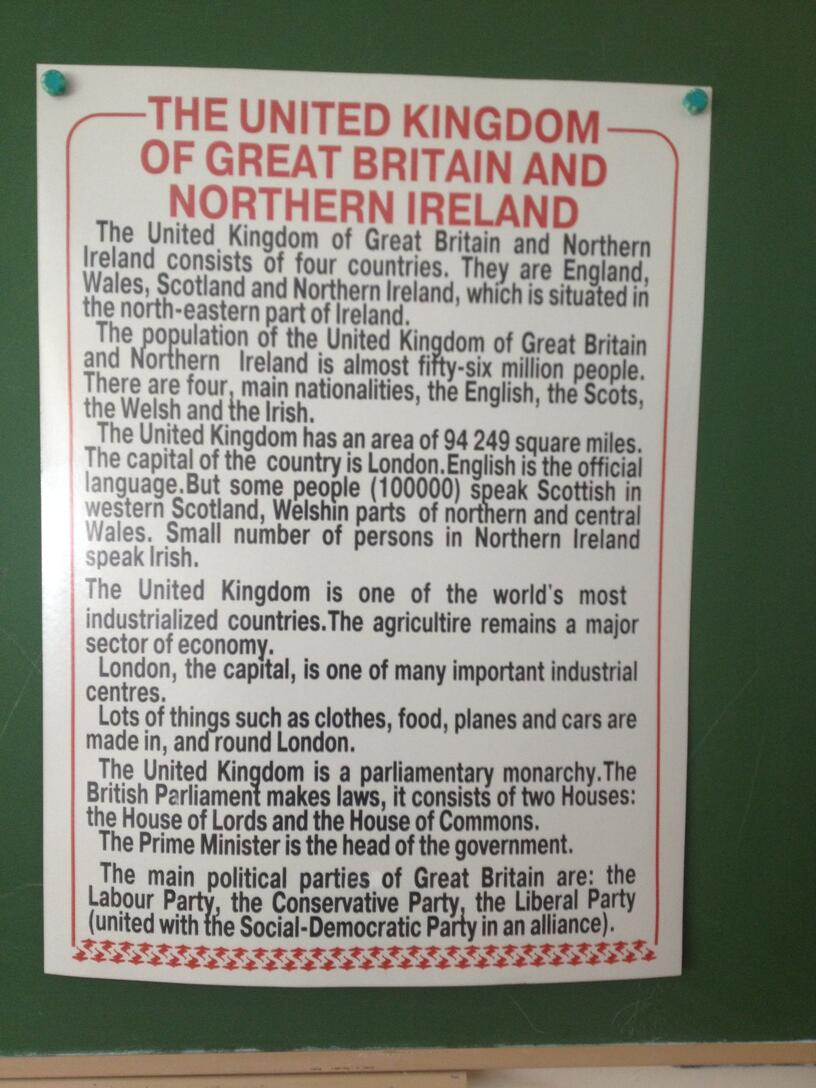 THE UNITED KINGDOM
OF GREAT BRITAIN AND
NORTHERN IRELAND
The United Kingdom of Great Britain and Northern
Ireland consists of four countries. They are England,
Wales, Scotland and Northern Ireland, which is situated in
the north-eastern part of Ireland.
The population of the United Kingdom of Great Britain
and Northern Ireland is almost fifty-six million people.
There are four, main nationalities, the English, the Scots,
the Welsh and the Irish.
The United Kingdom has an area of 94 249 square miles.
The capital of the country is London.English is the official
language.But some people (100000) speak Scottish in
western Scotland, Welshin parts of northern and central
Wales. Small number of persons in Northern Ireland
speak Irish.
The United Kingdom is one of the world's most
industrialized countries.The agricultire remains a major
sector of economy.
London, the capital, is one of many important industrial
centres.
Lots of things such as clothes, food, planes and cars are
made in, and round London.
The United Kingdom is a parliamentary monarchy.The
British Parliament makes laws, it consists of two Houses:
the House of Lords and the House of Commons.
The Prime Minister is the head of the government.
The main political parties of Great Britain are: the
Labour Party, the Conservative Party, the Liberal Party
(united with the Social-Democratic Party in an alliance).